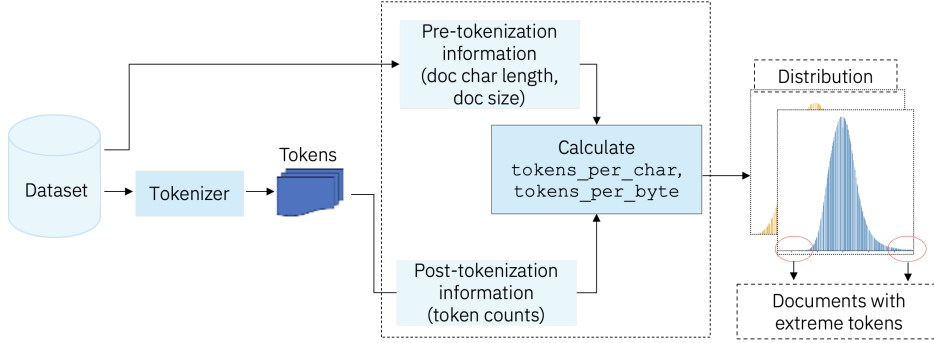 Pre-tokenization
information
(doc char length,
doc size)
Distribution
Tokens
Calculate
tokens_per_char,
tokens_per_byte
Dataset
Tokenizer
Post-tokenization
information
(token counts)
Documents with
extreme tokens